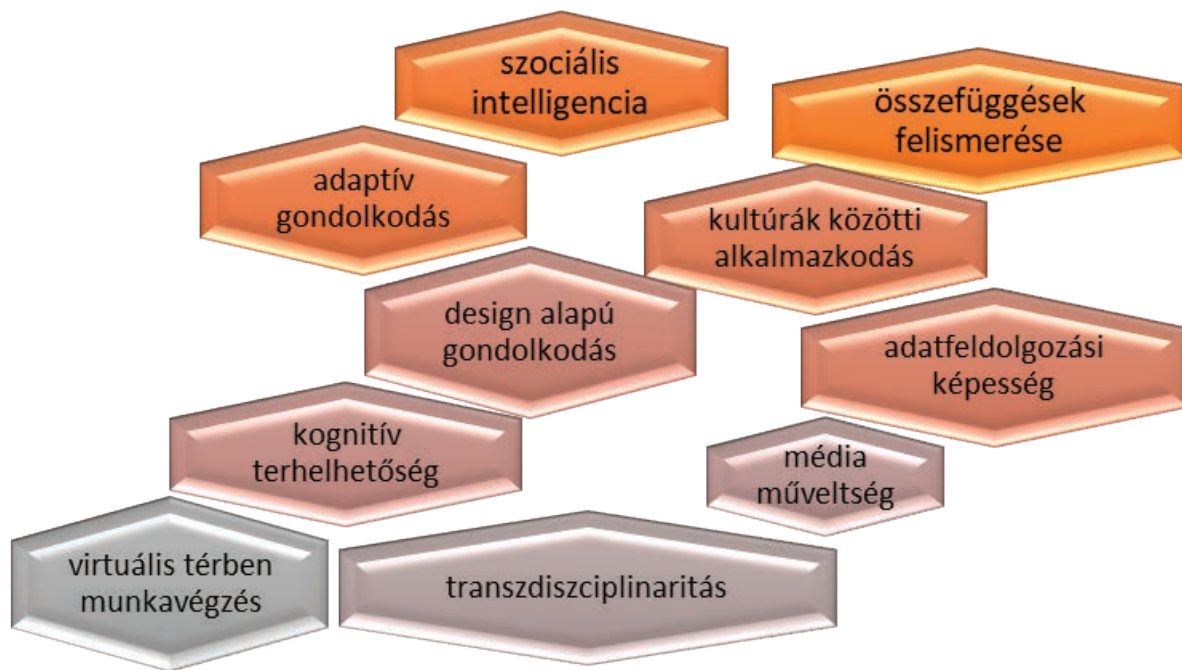 szociális
intelligencia
összefüggések
felismerése
adaptív
gondolkodás
kultúrák közötti
alkalmazkodás
design alapú
gondolkodás
adatfeldolgozási
képesség
kognitív
terhelhetőség
média
műveltség
virtuális térben
munkavégzés
transzdiszciplinaritás